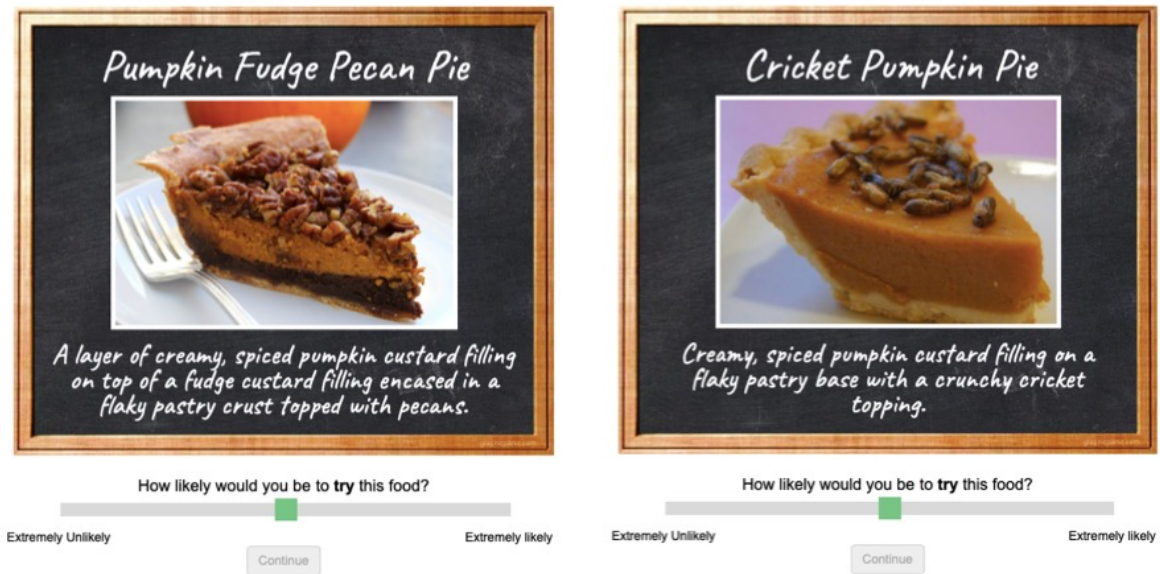 Pumpkin Fudge Pecan Pie
A layer of creamy, spiced pumpkin custard filling
on top of a fudge custard filling encased in a
flaky pastry crust topped with pecans.
How likely would you be to try this food?
Extremely Unlikely
Extremely likely
Continue
Cricket Pumpkin Pie
Creamy, spiced pumpkin custard filling on a
flaky pastry base with a crunchy cricket
topping.
How likely would you be to try this food?
Extremely Unlikely
Extremely likely
Continue